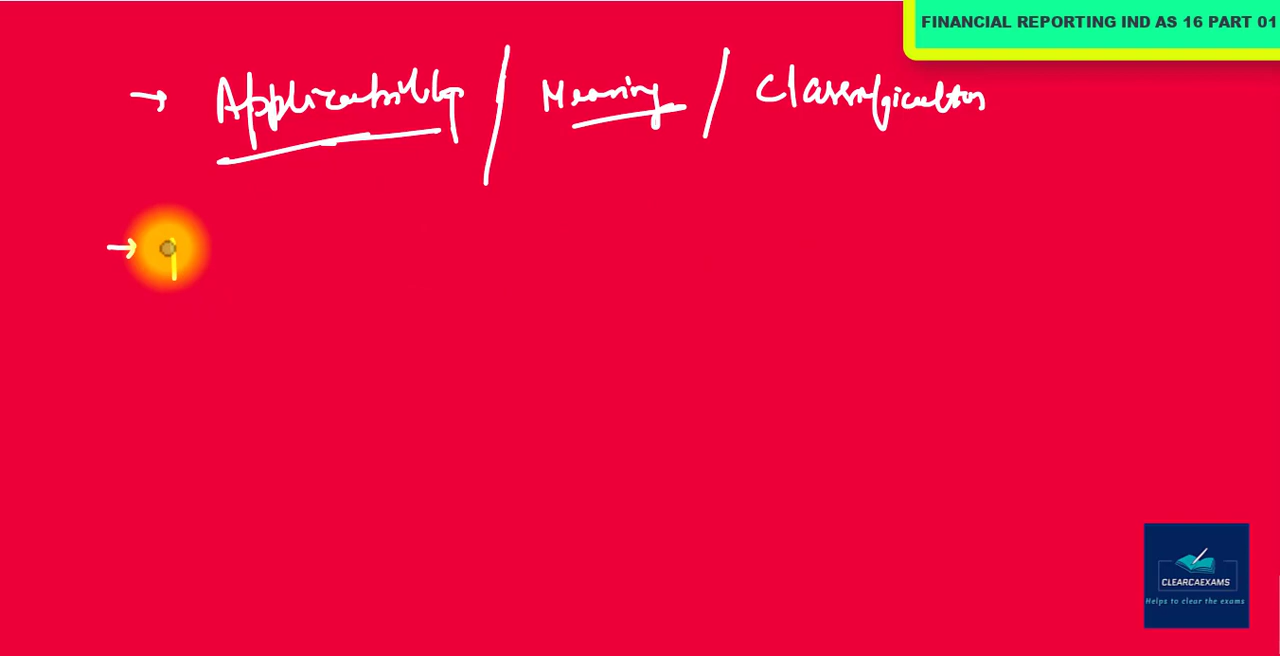 FINANCIAL REPORTING IND AS 16 PART 01
→ Applicability / Meaning / Classification
→
CLEARCAEXAMS
Helps to clear the exams